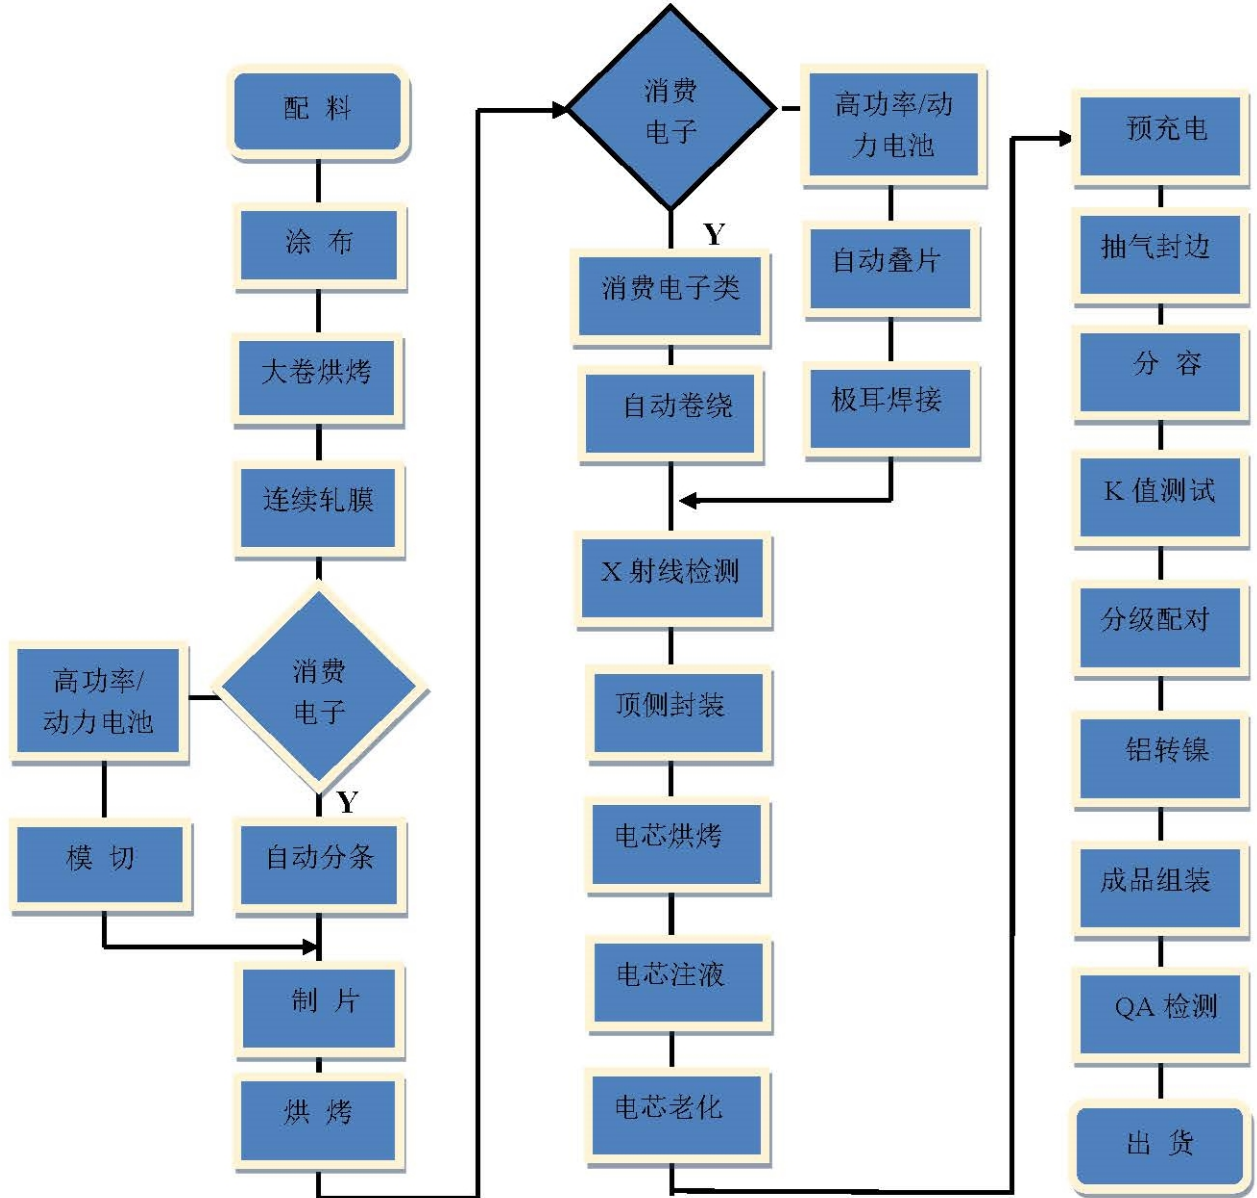 配 料
涂 布
大卷烘烤
连续轧膜
消费
电子
高功率/
动力电池
Y
模 切
自动分条
制 片
烘 烤
消费
电子
高功率/动
力电池
Y
消费电子类
自动叠片
自动卷绕
极耳焊接
X 射线检测
顶侧封装
电芯烘烤
电芯注液
电芯老化
预充电
抽气封边
分 容
K 值测试
分级配对
铝转镍
成品组装
QA 检测
出 货